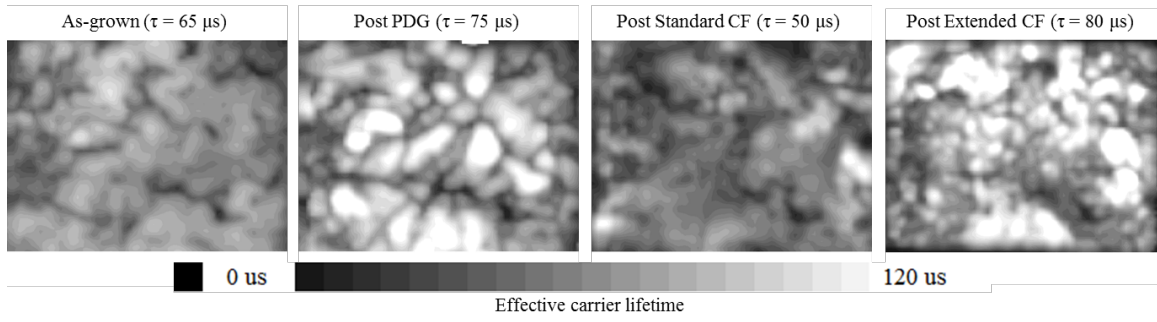 As-grown (τ = 65 μs)
Post PDG (τ = 75 μs)
Post Standard CF (τ = 50 μs)
Post Extended CF (τ = 80 μs)
0 us
120 us
Effective carrier lifetime